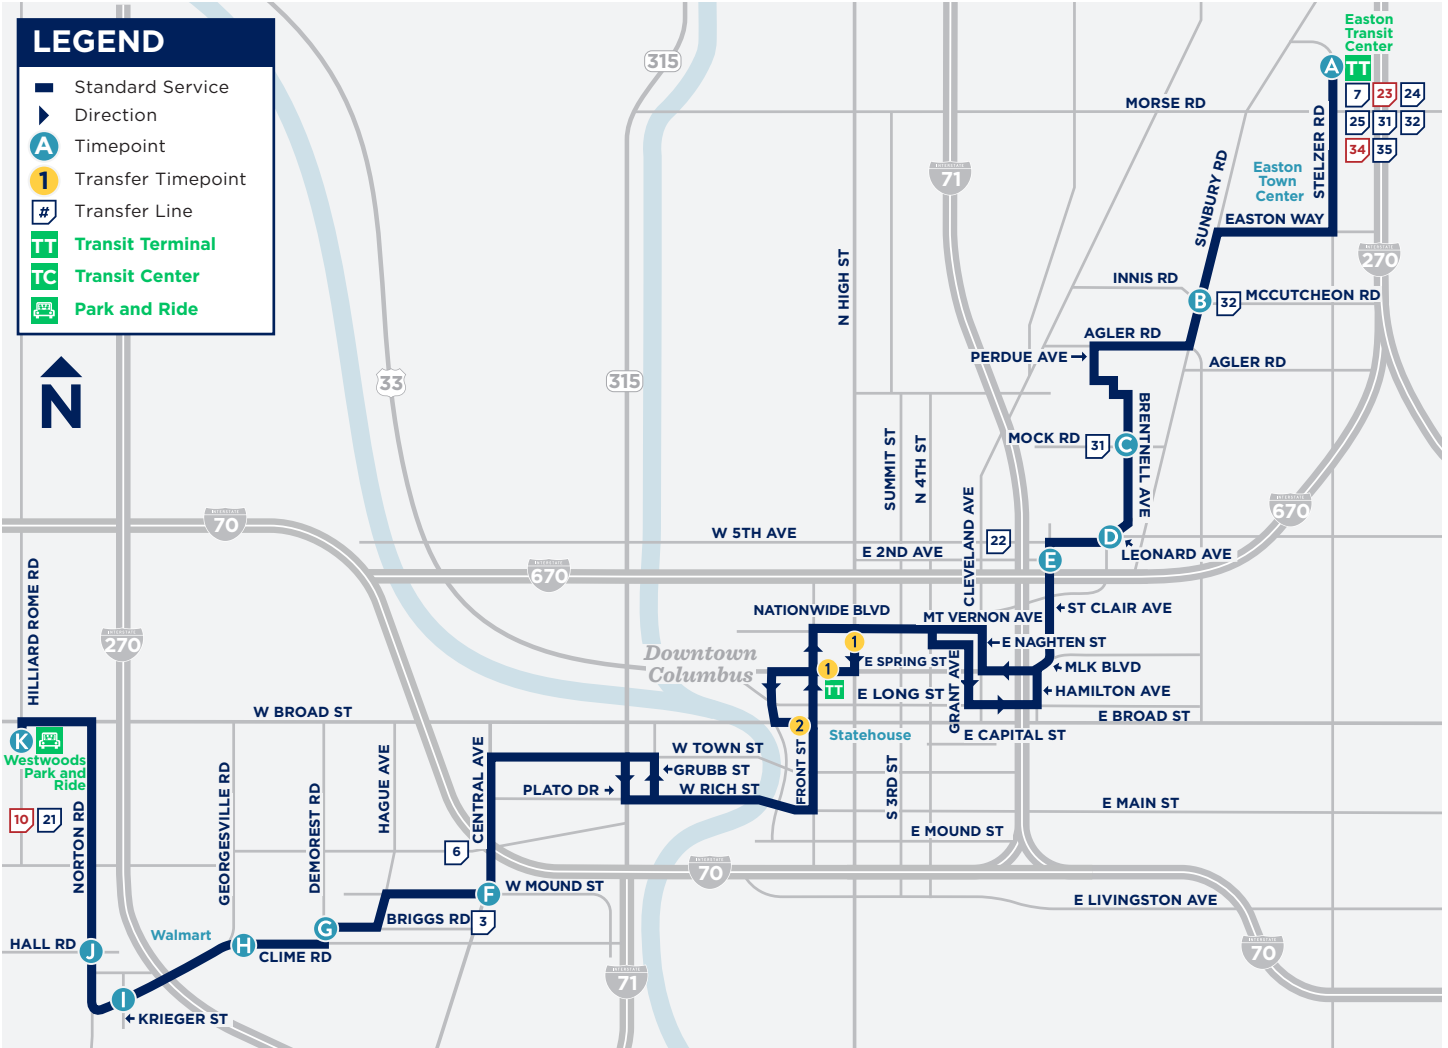 LEGEND
Standard Service
Direction
A Timepoint
1 Transfer Timepoint
# Transfer Line
TT Transit Terminal
TC Transit Center
Park and Ride
N
Easton
Transit
Center
A TT
7 23 24
25 31 32
34 35
315
MORSE RD
STELZER RD
71
Easton
Town
Center
SUNBURY RD
EASTON WAY
270
N HIGH ST
INNIS RD
B 32 MCCUTCHEON RD
AGLER RD
PERDUE AVE
AGLER RD
33
315
BRENTNELL AVE
MOCK RD 31 C
SUMMIT ST
N 4TH ST
CLEVELAND AVE
670
70
W 5TH AVE
22
D
E 2ND AVE
LEONARD AVE
E
670
HILLIARD ROME RD
ST CLAIR AVE
NATIONWIDE BLVD
MT VERNON AVE
270
1
E NAGHTEN ST
Downtown
Columbus
E SPRING ST
1
MLK BLVD
TT
E LONG ST
GRANT AVE
HAMILTON AVE
W BROAD ST
E BROAD ST
2
Statehouse
E CAPITAL ST
K
Westwoods
Park and
Ride
10 21
NORTON RD
GEORGESVILLE RD
DEMOREST RD
HAGUE AVE
CENTRAL AVE
W TOWN ST
GRUBB ST
PLATO DR
W RICH ST
FRONT ST
S 3RD ST
E MAIN ST
E MOUND ST
6
70
F
W MOUND ST
E LIVINGSTON AVE
BRIGGS RD
3
G
HALL RD
J
Walmart
H
CLIME RD
70
71
I
KRIEGER ST